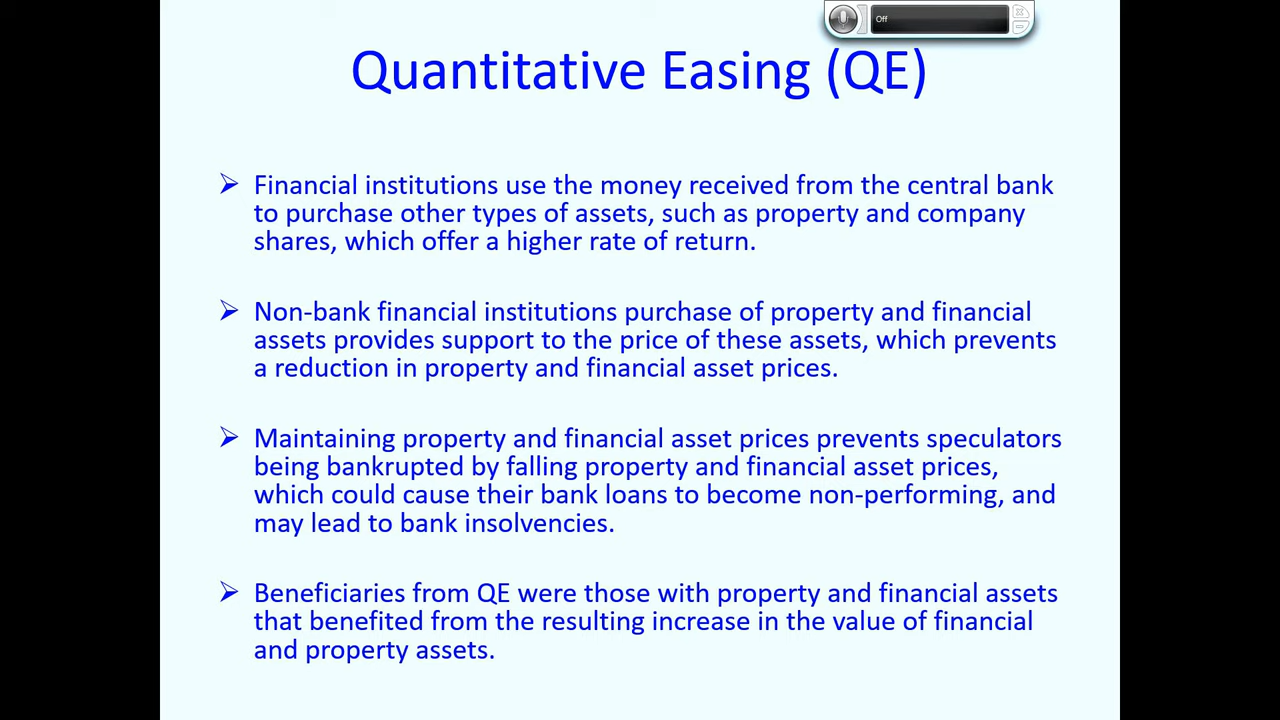 Off
Quantitative Easing (QE)
Financial institutions use the money received from the central bank
to purchase other types of assets, such as property and company
shares, which offer a higher rate of return.
Non-bank financial institutions purchase of property and financial
assets provides support to the price of these assets, which prevents
a reduction in property and financial asset prices.
Maintaining property and financial asset prices prevents speculators
being bankrupted by falling property and financial asset prices,
which could cause their bank loans to become non-performing, and
may lead to bank insolvencies.
Beneficiaries from QE were those with property and financial assets
that benefited from the resulting increase in the value of financial
and property assets.